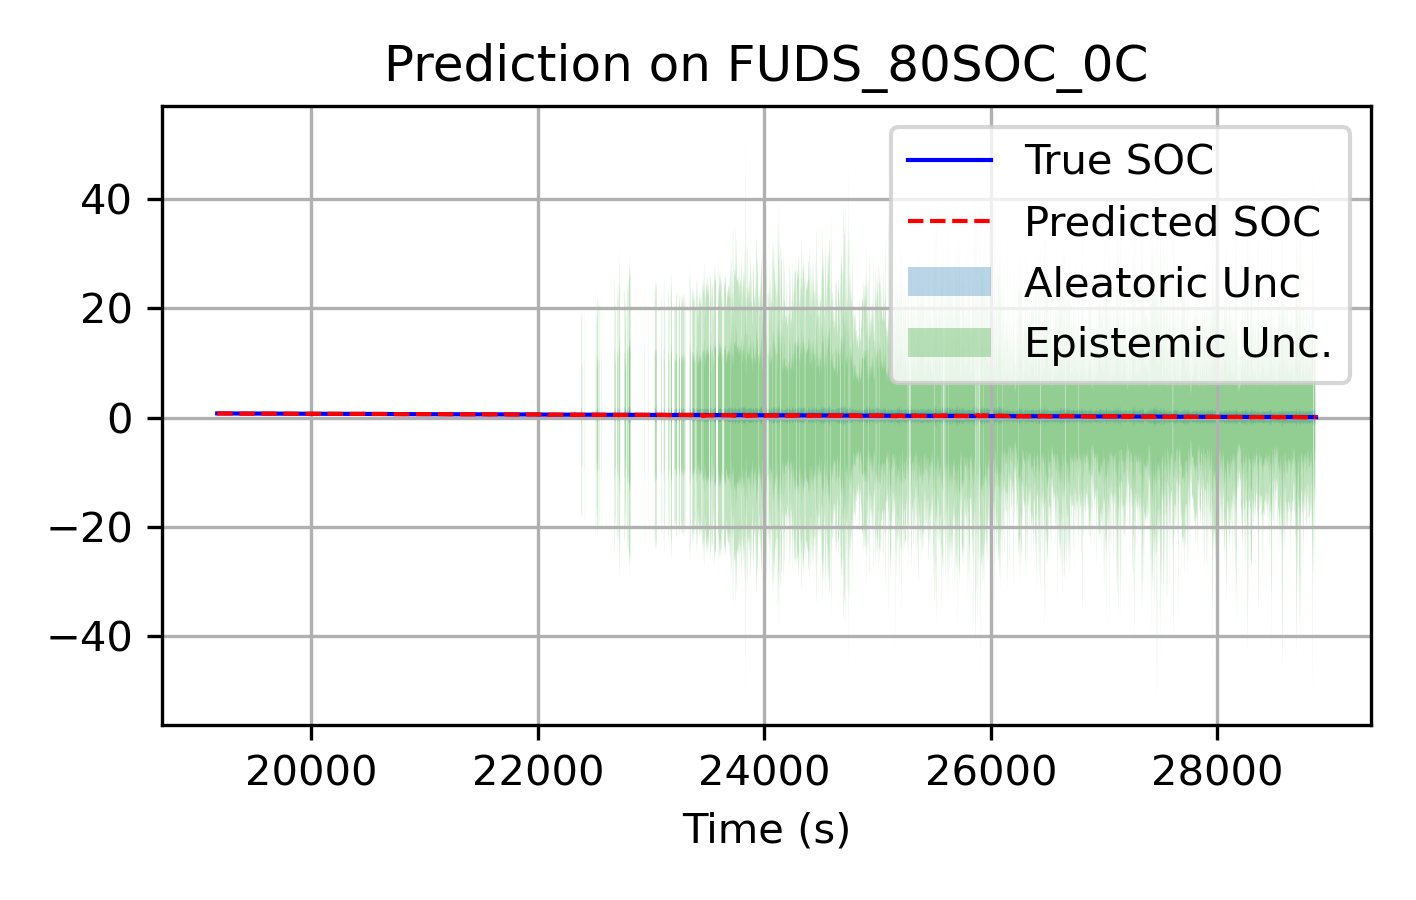 Prediction on FUDS_80SOC_0C
True SOC
Predicted SOC
Aleatoric Unc
Epistemic Unc.
40
20
0
−20
−40
20000 22000 24000 26000 28000
Time (s)